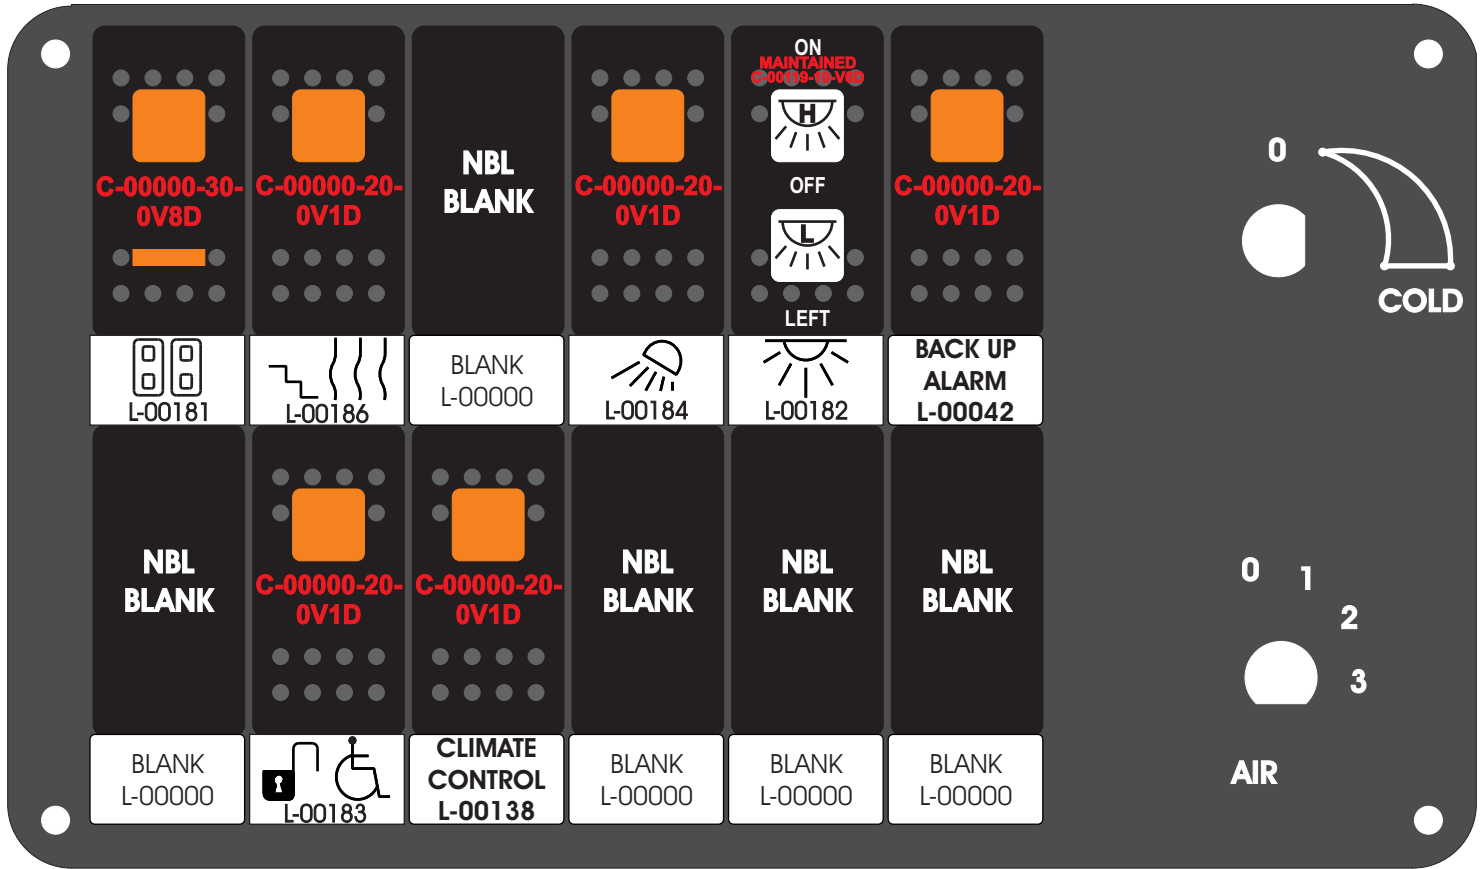 C-00000-30-
0V8D
C-00000-20-
0V1D
NBL
BLANK
C-00000-20-
0V1D
ON
MAINTAINED
H
OFF
L
LEFT
C-00000-20-
0V1D
L-00181
L-00186
BLANK
L-00000
L-00184
L-00182
BACK UP
ALARM
L-00042
NBL
BLANK
C-00000-20-
0V1D
C-00000-20-
0V1D
NBL
BLANK
NBL
BLANK
NBL
BLANK
BLANK
L-00000
L-00183
CLIMATE
CONTROL
L-00138
BLANK
L-00000
BLANK
L-00000
BLANK
L-00000
0
COLD
0
1
2
3
AIR